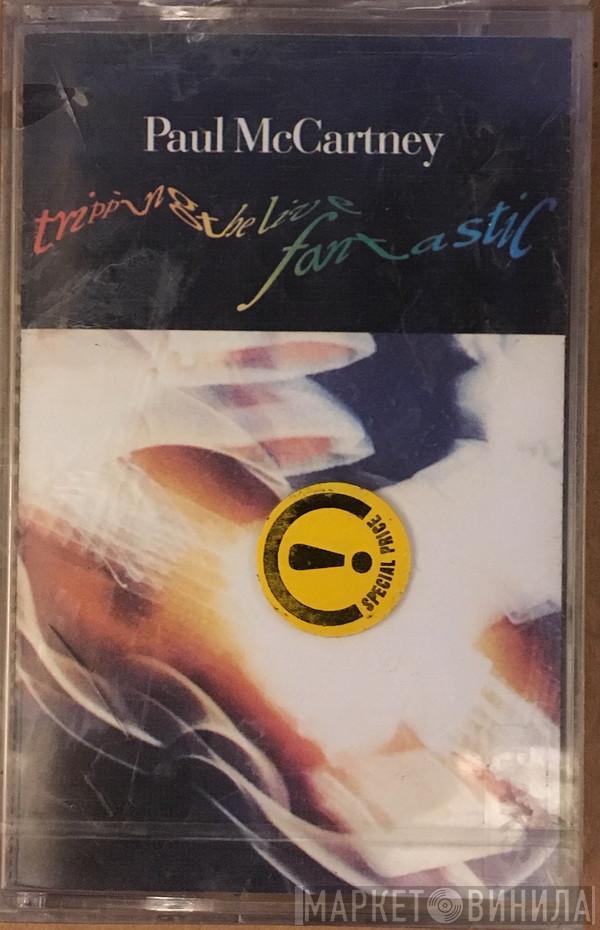 Paul McCartney
tripping the live
fantastic
SPECIAL PRICE
МАРКЕТ ВИНИЛА